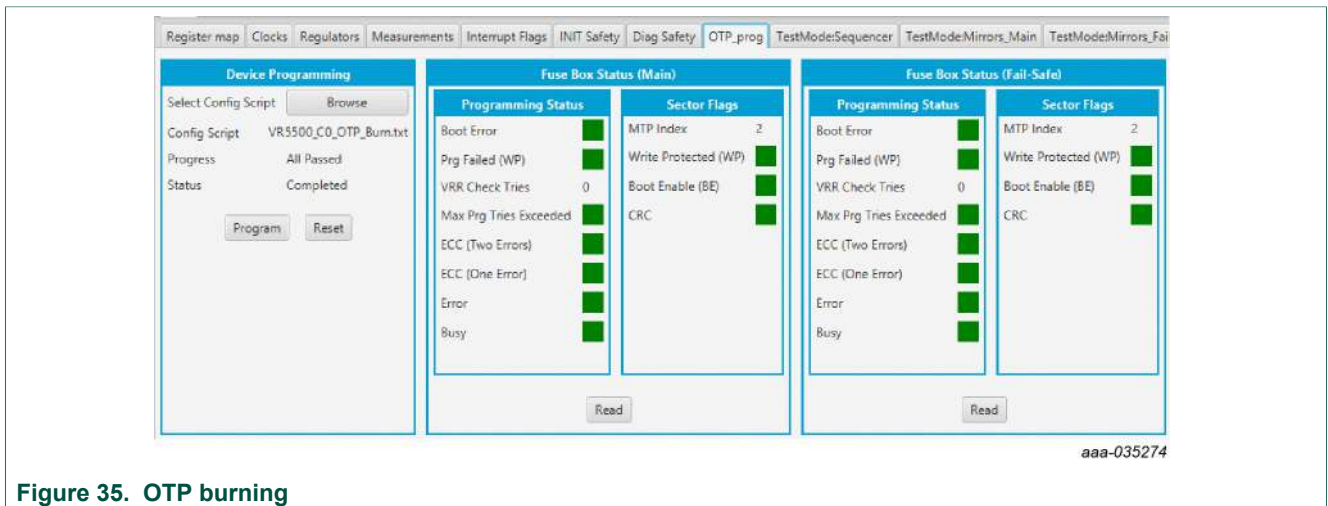 Register map Clocks Regulators Measurements Interrupt Flags INIT Safety Diag Safety OTP_prog TestMode:Sequencer TestMode:Mirrors_Main TestMode:Mirrors_Fai
Device Programming
Select Config Script Browse
Config Script VR5500_C0_OTP_Burn.txt
Progress All Passed
Status Completed
Program Reset
Fuse Box Status (Main)
Programming Status
Boot Error
Prg Failed (WP)
VRR Check Tries 0
Max Prg Tries Exceeded
ECC (Two Errors)
ECC (One Error)
Error
Busy
Sector Flags
MTP Index 2
Write Protected (WP)
Boot Enable (BE)
CRC
Read
Fuse Box Status (Fail-Safe)
Programming Status
Boot Error
Prg Failed (WP)
VRR Check Tries 0
Max Prg Tries Exceeded
ECC (Two Errors)
ECC (One Error)
Error
Busy
Sector Flags
MTP Index 2
Write Protected (WP)
Boot Enable (BE)
CRC
Read
aaa-035274
Figure 35. OTP burning